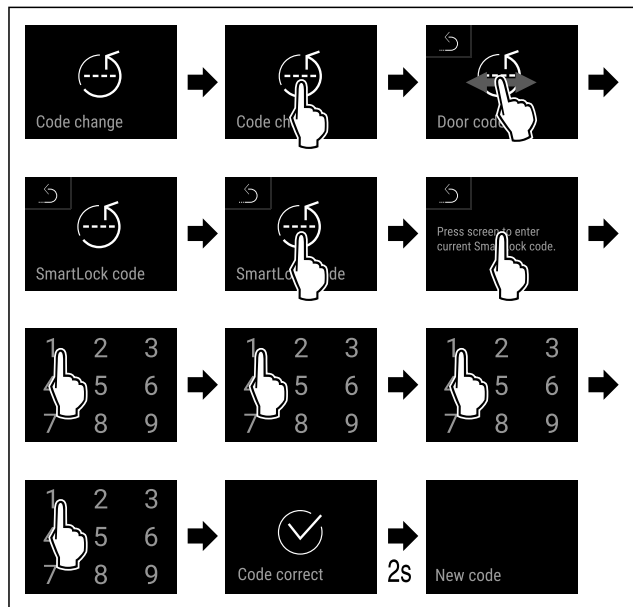 Code change
Code ch
Door cod
SmartLock code
SmartLo de
Press screen to enter
current Sma ock code.
1 2 3
5 6
7 8 9
1 2 3
5 6
7 8 9
1 2 3
5 6
7 8 9
1 2 3
5 6
7 8 9
Code correct
2s
New code